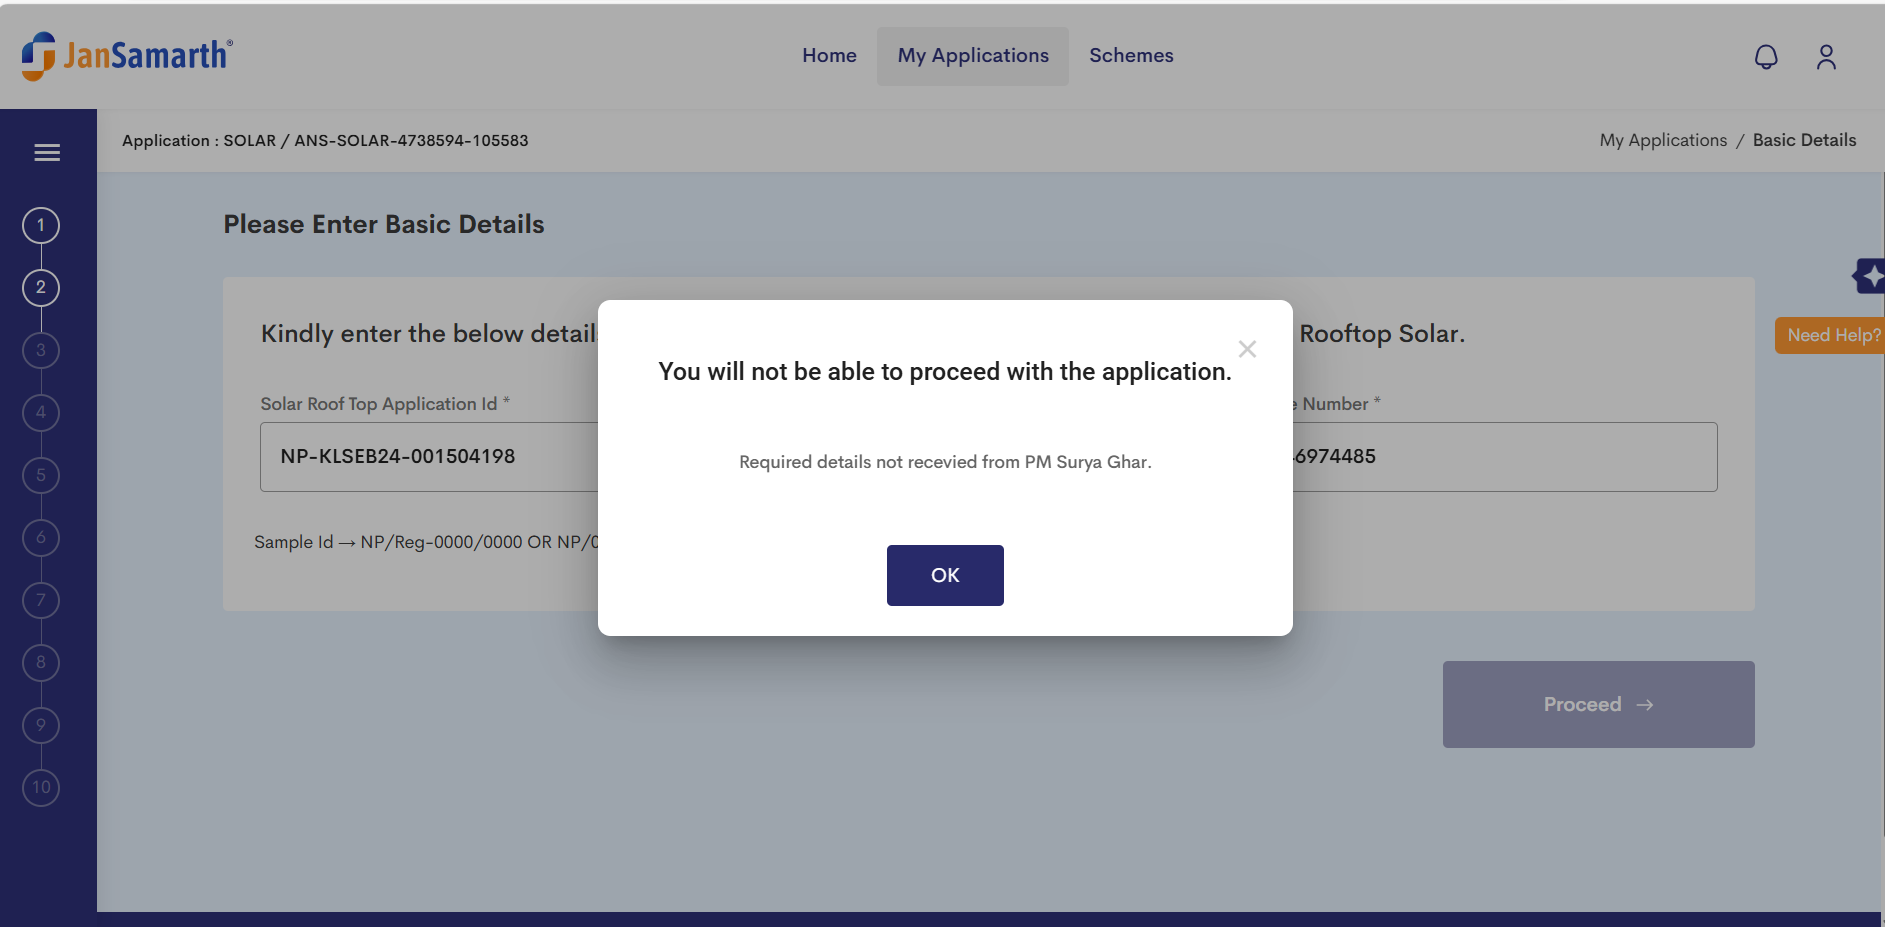 JanSamarth®
Home
My Applications
Schemes
Application : SOLAR / ANS-SOLAR-4738594-105583
My Applications / Basic Details
1
2
3
4
5
6
7
8
9
10
Please Enter Basic Details
Need Help?
Kindly enter the below detail
Rooftop Solar.
Solar Roof Top Application Id *
Number *
NP-KLSEB24-001504198
6974485
Sample Id → NP/Reg-0000/0000 OR NP/
You will not be able to proceed with the application.
Required details not recevied from PM Surya Ghar.
OK
Proceed →